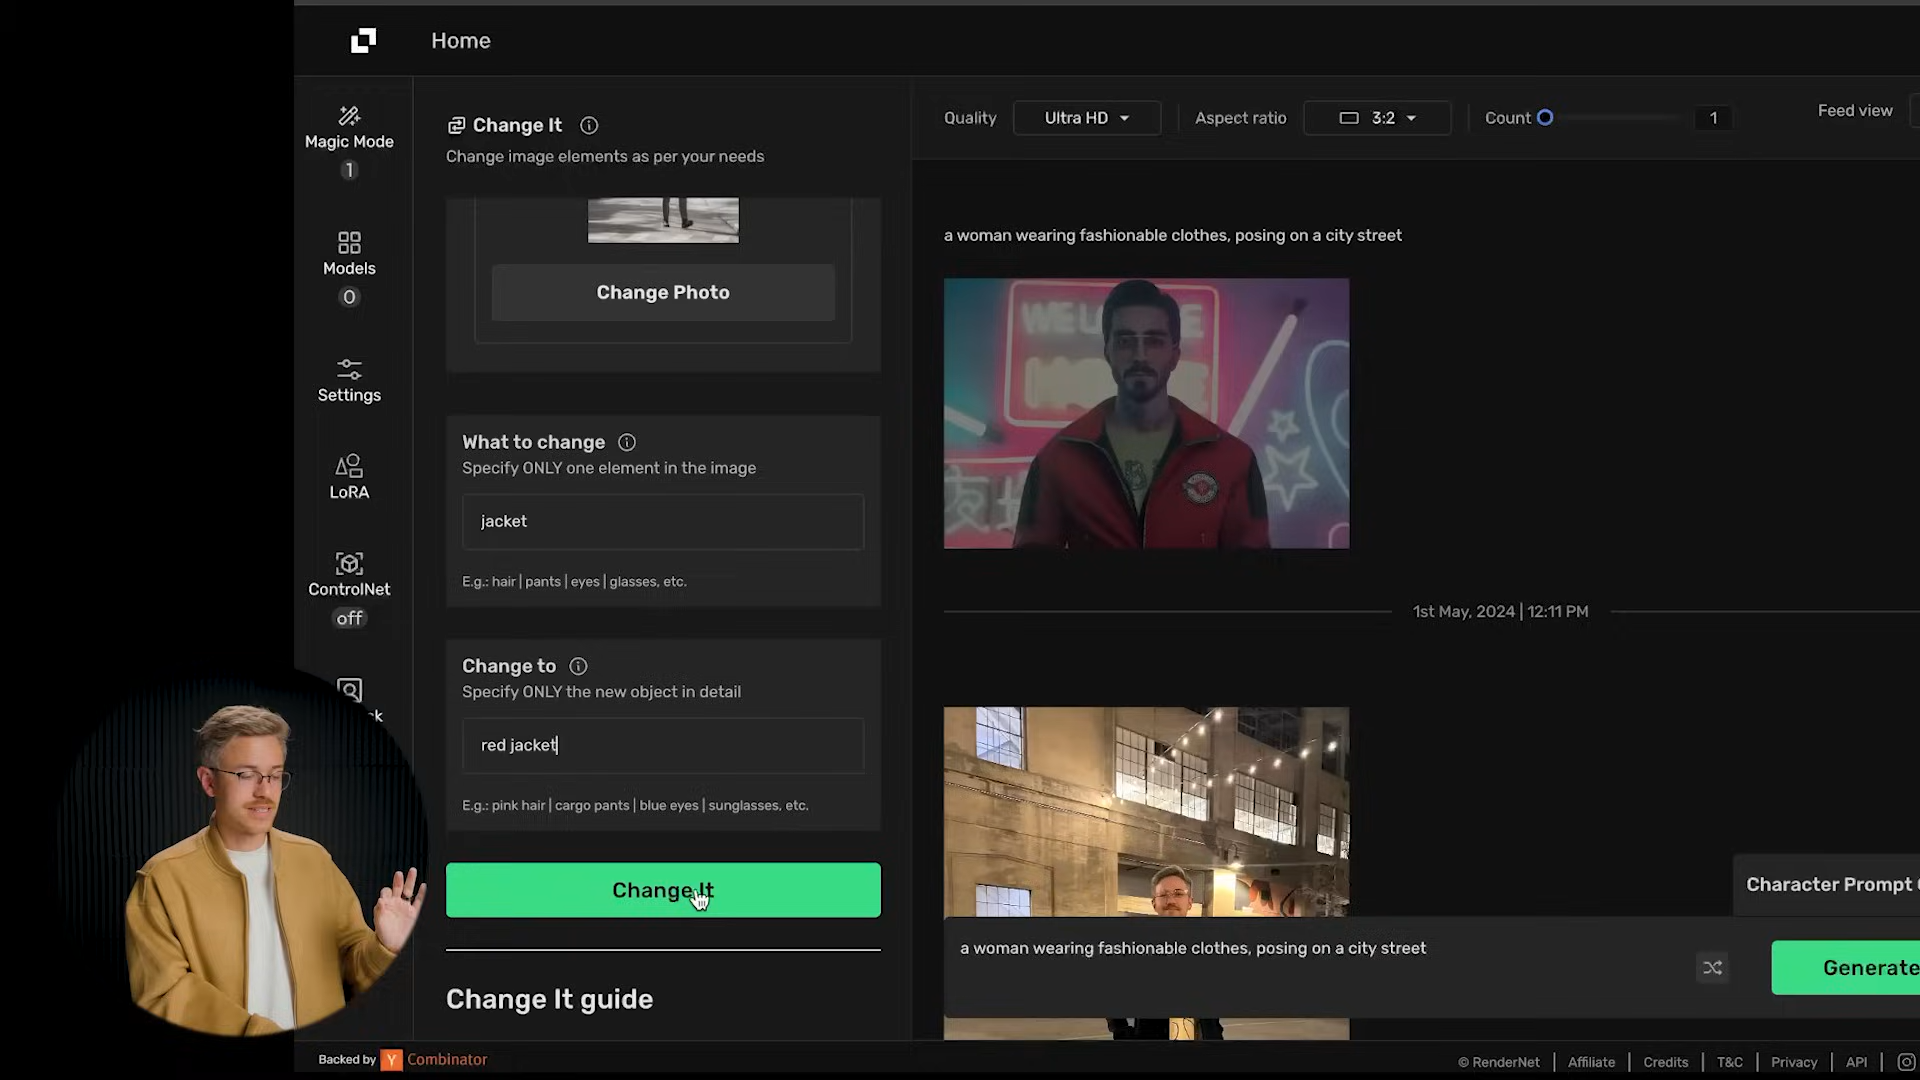 Home
Magic Mode
1
Models
0
Settings
LoRA
ControlNet
off
k
Change It
Change image elements as per your needs
Change Photo
What to change
Specify ONLY one element in the image
jacket
E.g.: hair | pants | eyes | glasses, etc.
Change to
Specify ONLY the new object in detail
red jacket
E.g.: pink hair | cargo pants | blue eyes | sunglasses, etc.
Change It
Change It guide
Quality
Ultra HD
Aspect ratio
3:2
Count
1
Feed view
a woman wearing fashionable clothes, posing on a city street
1st May, 2024 | 12:11 PM
Character Prompt
a woman wearing fashionable clothes, posing on a city street
Generate
Backed by Y Combinator
© RenderNet | Affiliate | Credits | T&C | Privacy | API |